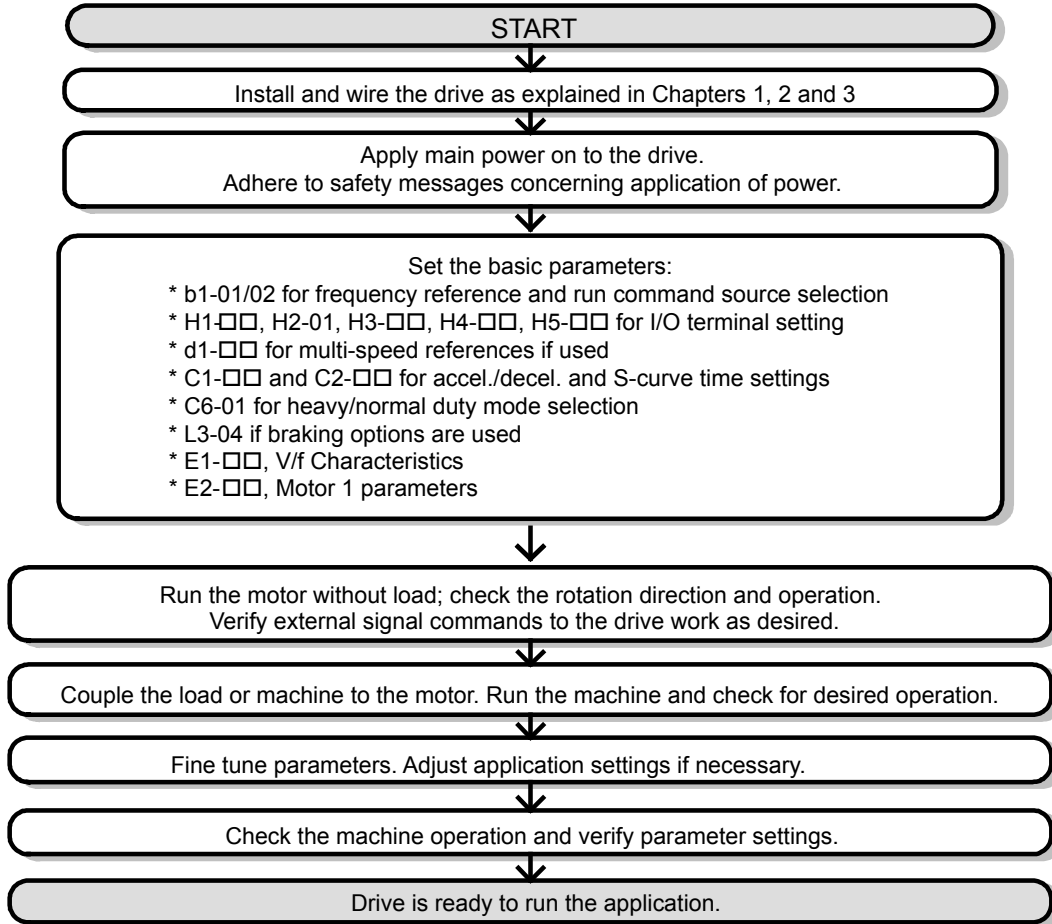 START
Install and wire the drive as explained in Chapters 1, 2 and 3
Apply main power on to the drive.
Adhere to safety messages concerning application of power.
Set the basic parameters:
* b1-01/02 for frequency reference and run command source selection
* H1-□□, H2-01, H3-□□, H4-□□, H5-□□ for I/O terminal setting
* d1-□□ for multi-speed references if used
* C1-□□ and C2-□□ for accel./decel. and S-curve time settings
* C6-01 for heavy/normal duty mode selection
* L3-04 if braking options are used
* E1-□□, V/f Characteristics
* E2-□□, Motor 1 parameters
Run the motor without load; check the rotation direction and operation.
Verify external signal commands to the drive work as desired.
Couple the load or machine to the motor. Run the machine and check for desired operation.
Fine tune parameters. Adjust application settings if necessary.
Check the machine operation and verify parameter settings.
Drive is ready to run the application.